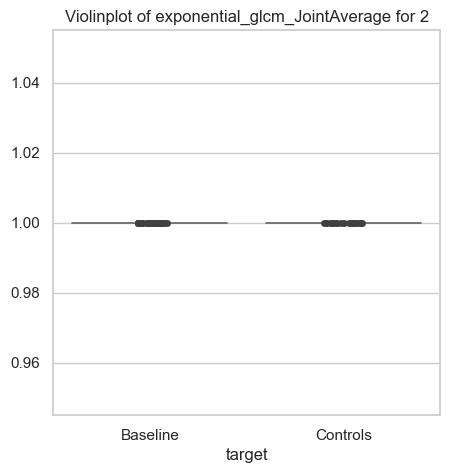 Violinplot of exponential_glcm_JointAverage for 2
1.04
1.02
1.00
0.98
0.96
Baseline
Controls
target